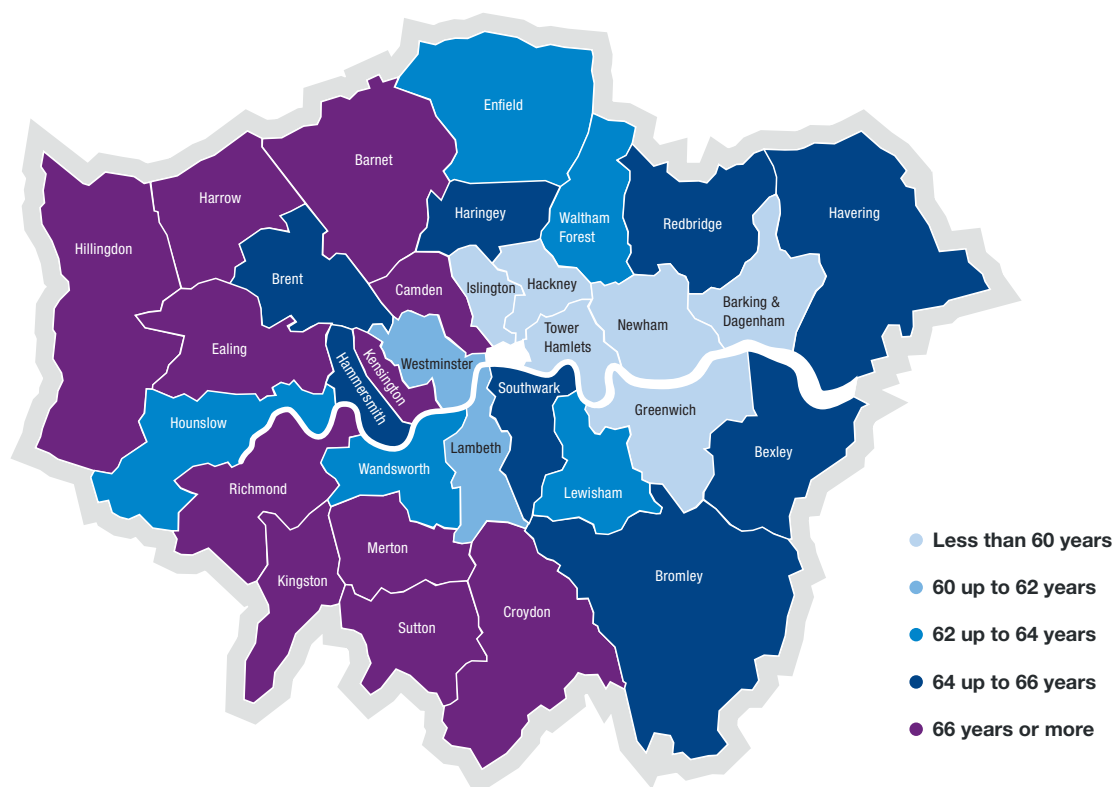 Enfield
Barnet
Harrow
Haringey
Waltham
Forest
Redbridge
Havering
Hillingdon
Brent
Camden
Islington
Hackney
Barking &
Dagenham
Ealing
Tower
Hamlets
Newham
Westminster
Kensington
Hammersmith
Southwark
Greenwich
Hounslow
Lambeth
Bexley
Wandsworth
Richmond
Lewisham
Merton
Kingston
Bromley
Sutton
Croydon
Less than 60 years
60 up to 62 years
62 up to 64 years
64 up to 66 years
66 years or more